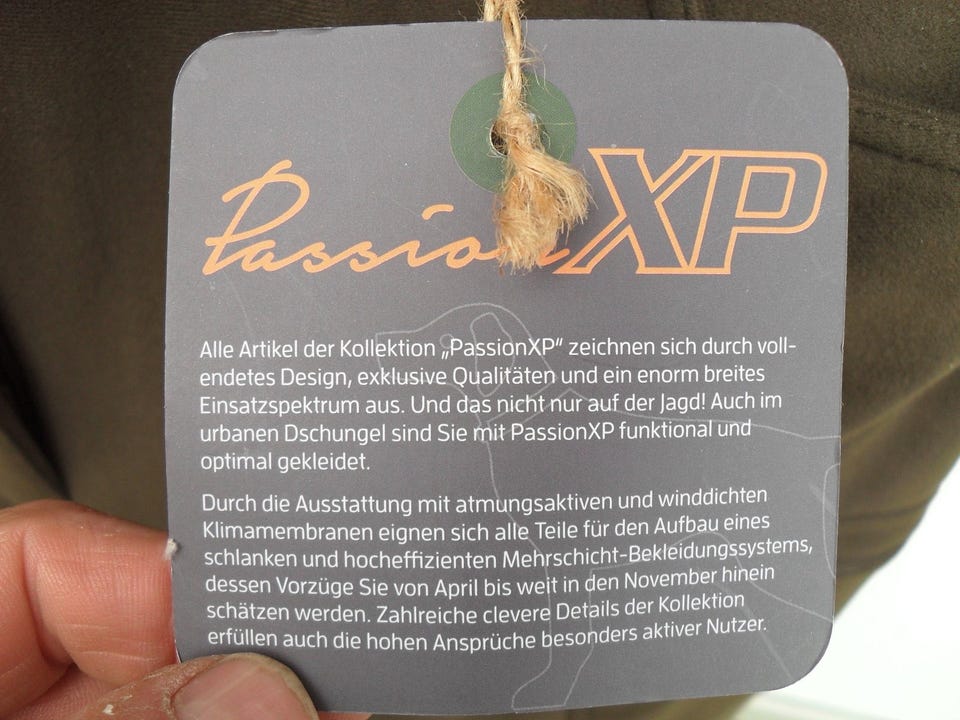 PassionXP
Alle Artikel der Kollektion „PassionXP“ zeichnen sich durch voll-
endetes Design, exklusive Qualitäten und ein enorm breites
Einsatzspektrum aus. Und das nicht nur auf der Jagd! Auch im
urbanen Dschungel sind Sie mit PassionXP funktional und
optimal gekleidet.
Durch die Ausstattung mit atmungsaktiven und winddichten
Klimamembranen eignen sich alle Teile für den Aufbau eines
schlanken und hocheffizienten Mehrschicht-Bekleidungssystems,
dessen Vorzüge Sie von April bis weit in den November hinein
schätzen werden. Zahlreiche clevere Details der Kollektion
erfüllen auch die hohen Ansprüche besonders aktiver Nutzer.